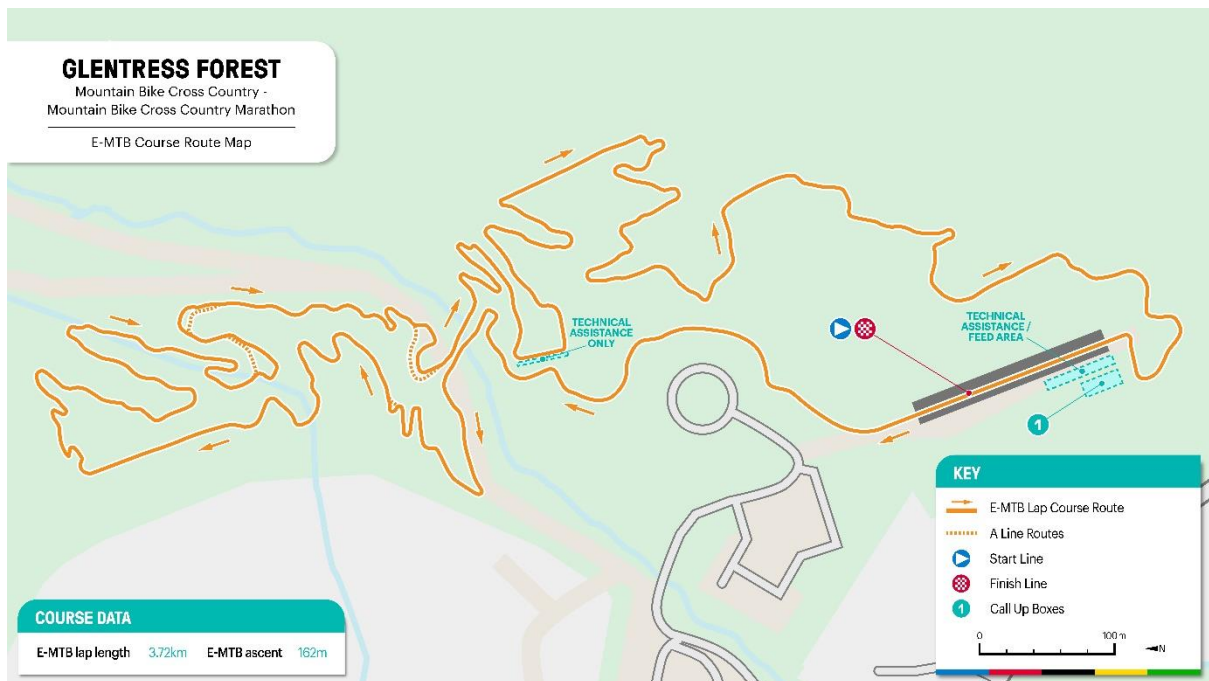 GLENTRESS FOREST
Mountain Bike Cross Country -
Mountain Bike Cross Country Marathon
E-MTB Course Route Map
TECHNICAL
ASSISTANCE
ONLY
TECHNICAL
ASSISTANCE /
FEED AREA
1
KEY
E-MTB Lap Course Route
A Line Routes
Start Line
Finish Line
1 Call Up Boxes
0 100m
N
COURSE DATA
E-MTB lap length 3.72km E-MTB ascent 162m